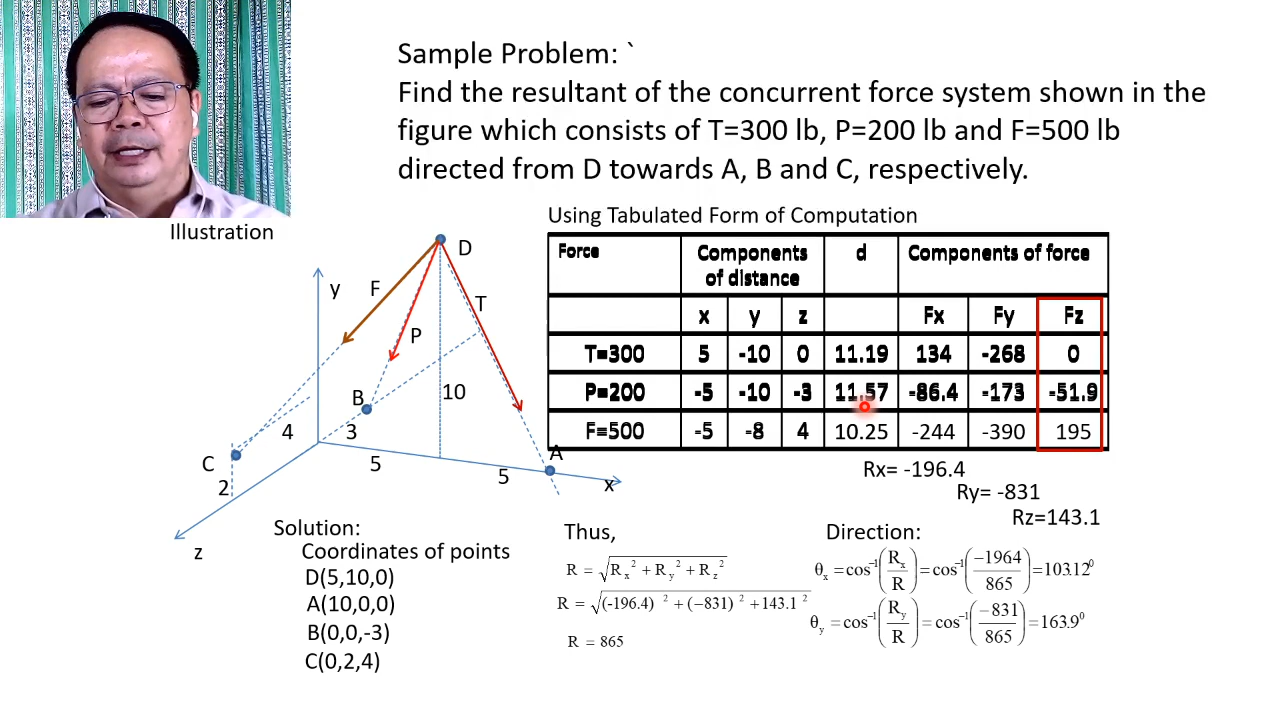 Sample Problem: `
Find the resultant of the concurrent force system shown in the
figure which consists of T=300 lb, P=200 lb and F=500 lb
directed from D towards A, B and C, respectively.
Illustration
Using Tabulated Form of Computation
Force Components of distance d Components of force
x y z Fx Fy Fz
T=300 5 -10 0 11.19 134 -268 0
P=200 -5 -10 -3 11.57 -86.4 -173 -51.9
F=500 -5 -8 4 10.25 -244 -390 195
Rx= -196.4
Ry= -831
Rz=143.1
D
y
F
T
P
B
10
4
3
C
5
A
5
x
2
z
Solution:
Coordinates of points
D(5,10,0)
A(10,0,0)
B(0,0,-3)
C(0,2,4)
Thus,
R = √Rx² + Ry² + Rz²
R = √(-196.4)² + (−831)² + 143.1²
R = 865
Direction:
θx = cos⁻¹(Rx/R) = cos⁻¹(−1964/865) = 103.12⁰
θy = cos⁻¹(Ry/R) = cos⁻¹(−831/865) = 163.9⁰